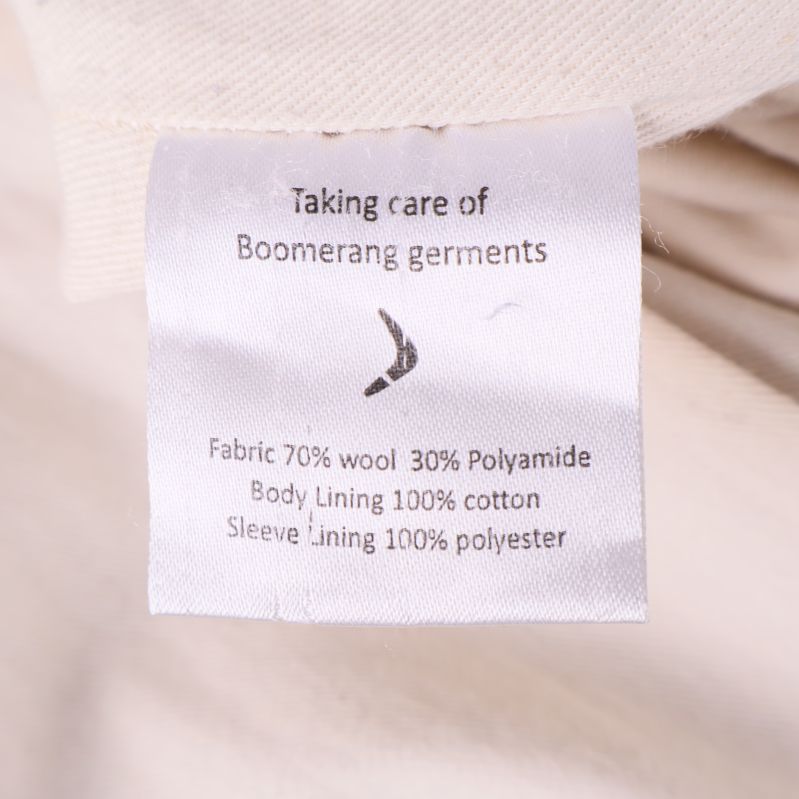 Taking care of
Boomerang germents
Fabric 70% wool 30% Polyamide
Body Lining 100% cotton
Sleeve Lining 100% polyester